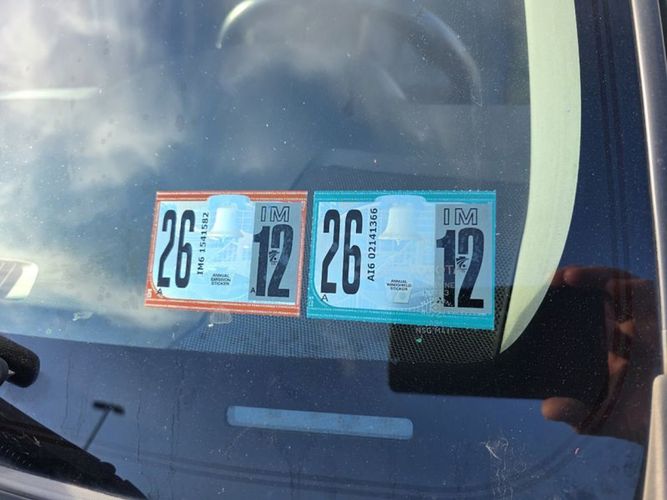 26
IM6 1541582
IM
12
ANNUAL
EMISSION
STICKER
A
A
26
AI6 02141366
IM
12
ANNUAL
WINDSHIELD
STICKER
A
A